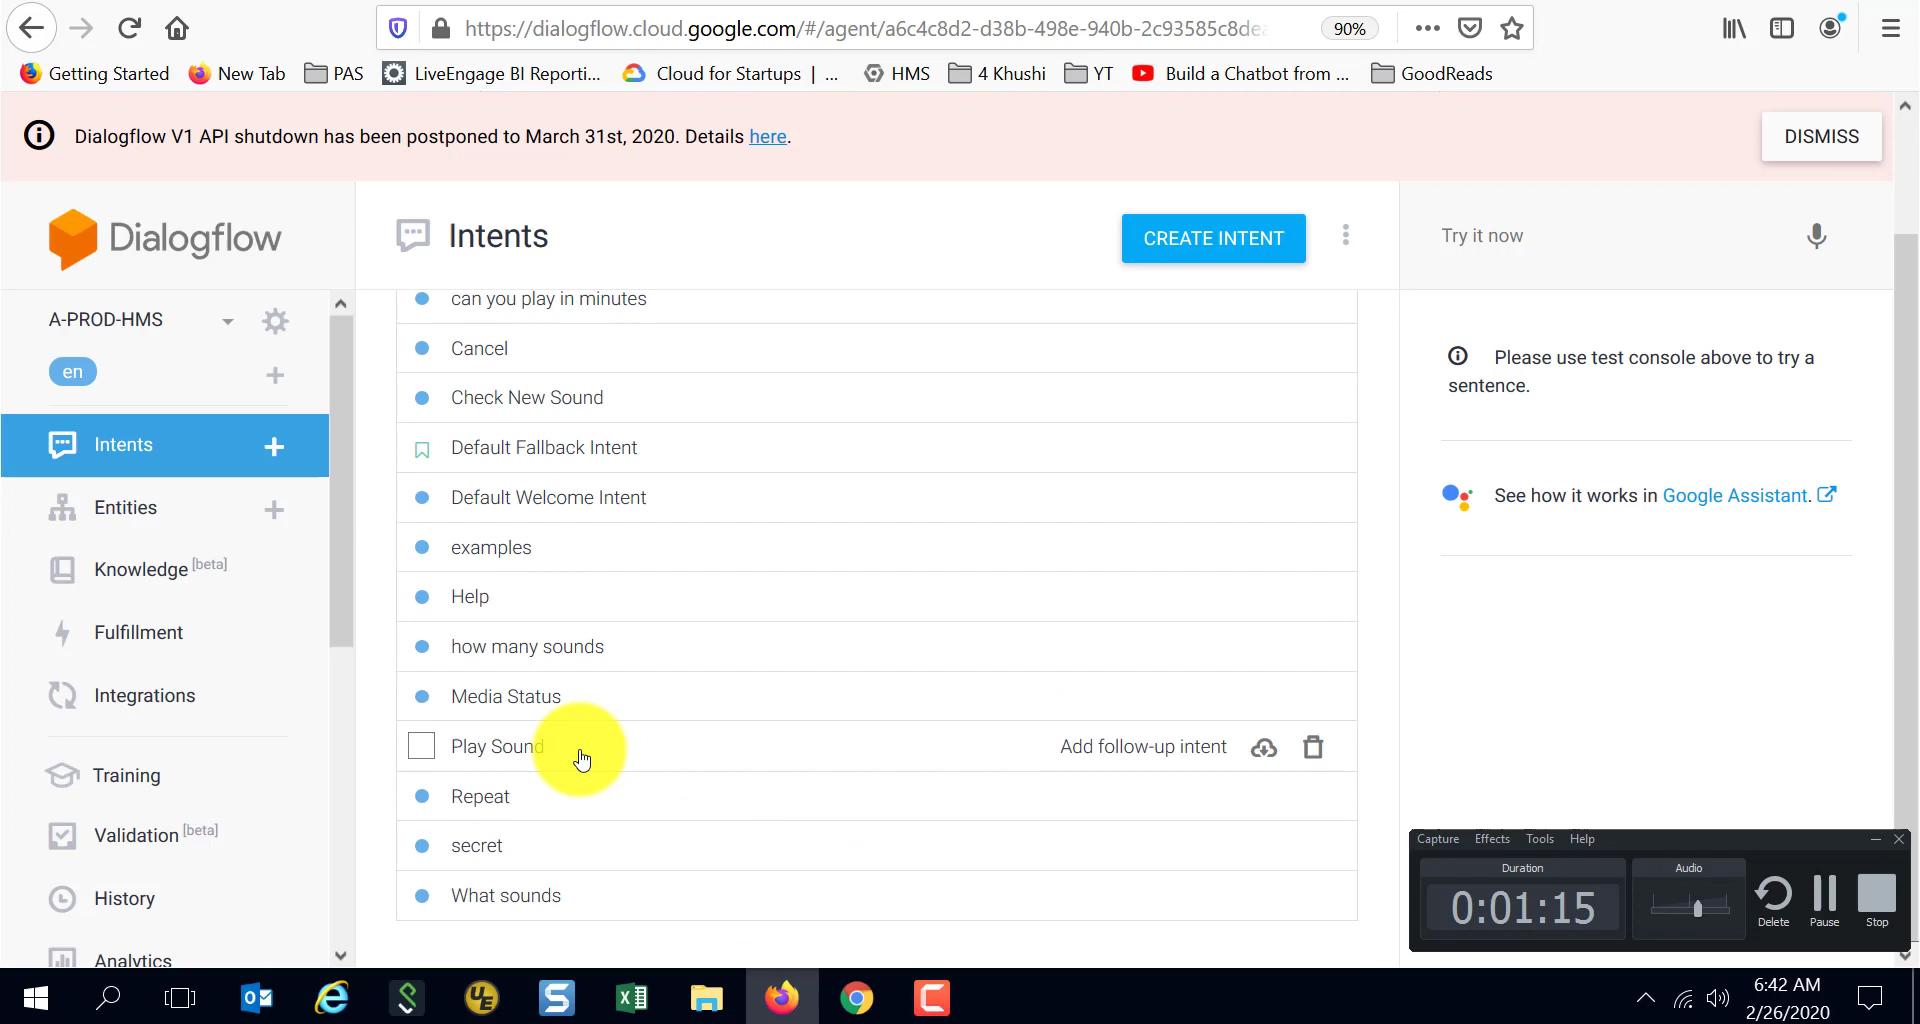 https://dialogflow.cloud.google.com/#/agent/a6c4c8d2-d38b-498e-940b-2c93585c8dea
90%
Getting Started
New Tab
PAS
LiveEngage BI Reporti...
Cloud for Startups | ...
HMS
4 Khushi
YT
Build a Chatbot from ...
GoodReads
Dialogflow V1 API shutdown has been postponed to March 31st, 2020. Details here.
DISMISS
Dialogflow
Intents
CREATE INTENT
Try it now
A-PROD-HMS
en
Intents
Entities
Knowledge [beta]
Fulfillment
Integrations
Training
Validation [beta]
History
Analytics
can you play in minutes
Cancel
Check New Sound
Default Fallback Intent
Default Welcome Intent
examples
Help
how many sounds
Media Status
Play Sound
Add follow-up intent
Repeat
secret
What sounds
Please use test console above to try a
sentence.
See how it works in Google Assistant.
Capture Effects Tools Help
Duration
0:01:15
Audio
Delete
Pause
Stop
6:42 AM
2/26/2020